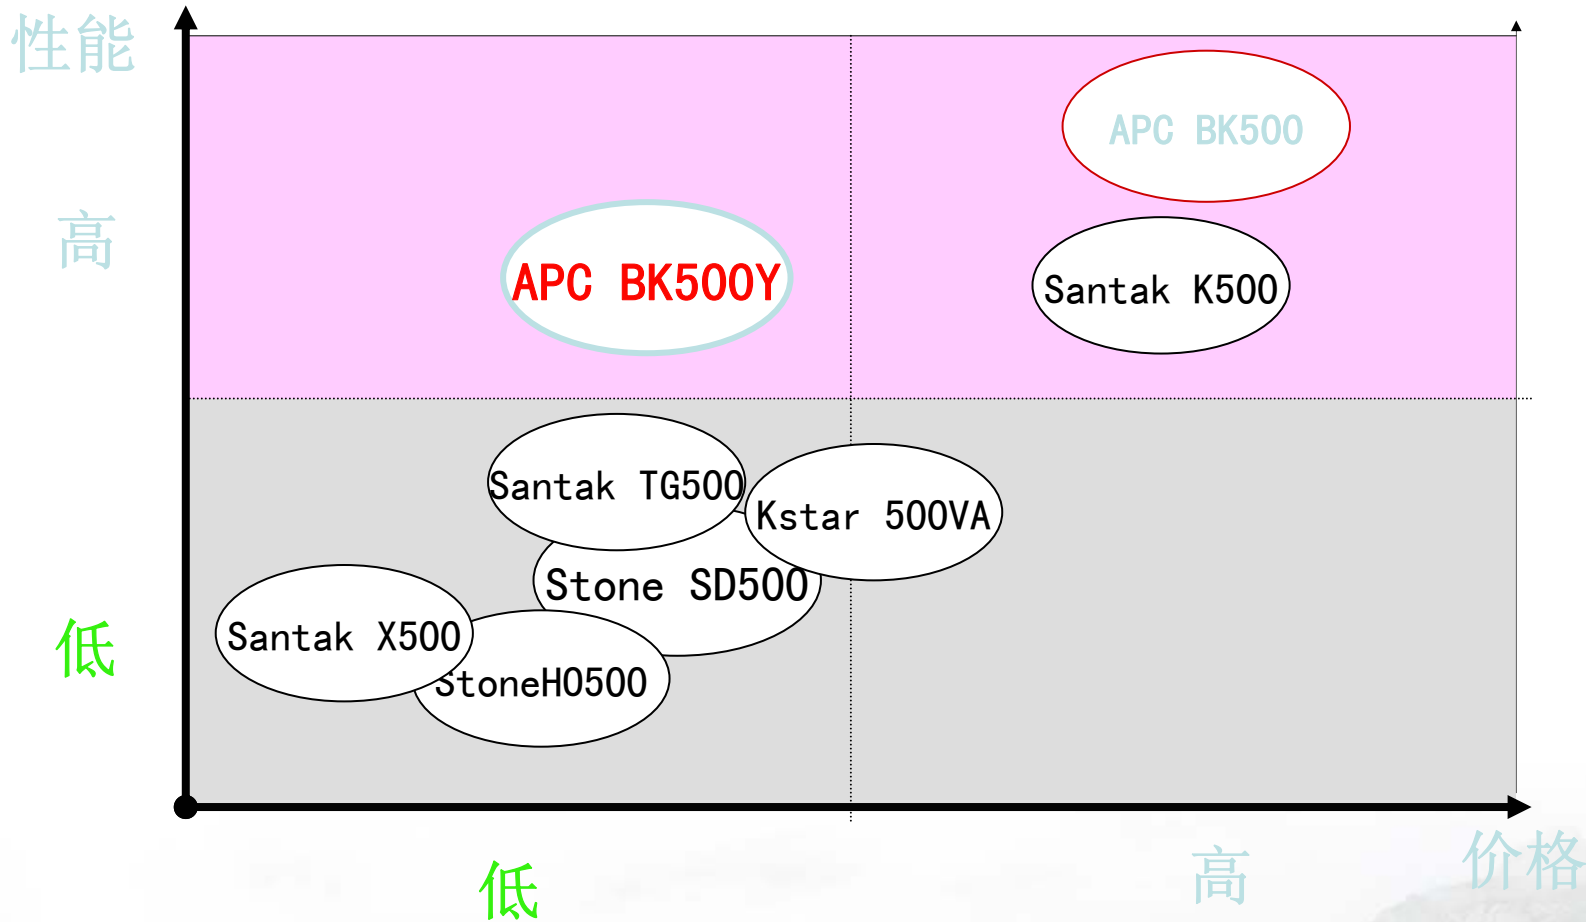 性能
APC BK500
高
APC BK500Y
Santak K500
Santak TG500
Kstar 500VA
Stone SD500
低
Santak X500
StoneHO500
低
高
价格